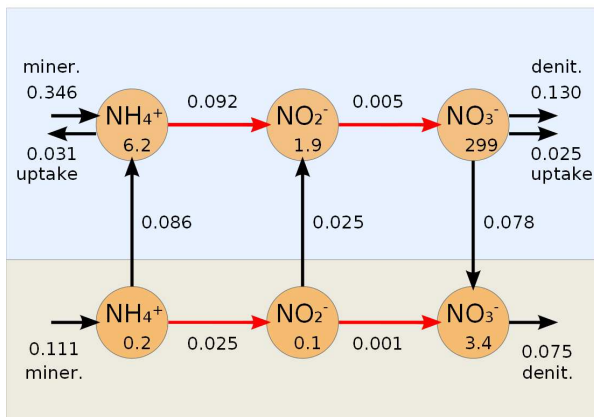 miner.
0.346
0.031
uptake
NH₄⁺
6.2
0.092
NO₂⁻
1.9
0.005
NO₃⁻
299
denit.
0.130
0.025
uptake
0.086
0.025
0.078
0.111
miner.
NH₄⁺
0.2
0.025
NO₂⁻
0.1
0.001
NO₃⁻
3.4
0.075
denit.